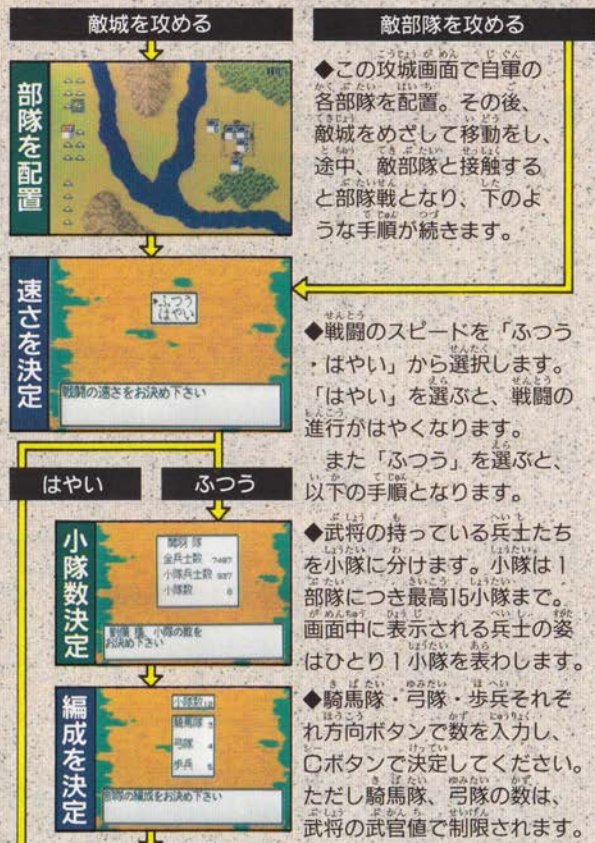 敵城を攻める
敵部隊を攻める
部隊を配置
◆この攻城画面で自軍の
各部隊を配置。その後、
敵城をめざして移動をし、
途中、敵部隊と接触する
と部隊戦となり、下のよ
うな手順が続きます。
速さを決定
ふつう
はやい
戦闘の速さをお決め下さい
◆戦闘のスピードを「ふつう
・はやい」から選択します。
「はやい」を選ぶと、戦闘の
進行がはやくなります。
また「ふつう」を選ぶと、
以下の手順となります。
はやい
ふつう
小隊数決定
全兵士数 7497
小隊兵士数 937
小隊数 8
小隊の数を
お決め下さい
◆武将の持っている兵士たち
を小隊に分けます。小隊は1
部隊につき最高15小隊まで。
画面中に表示される兵士の姿
はひとり1小隊を表わします。
編成を決定
小隊数12
騎馬隊 3
弓隊 4
歩兵 5
部隊の編成をお決め下さい
◆騎馬隊・弓隊・歩兵それぞ
れ方向ボタンで数を入力し、
Cボタンで決定してください。
ただし騎馬隊、弓隊の数は、
武将の武官値で制限されます。